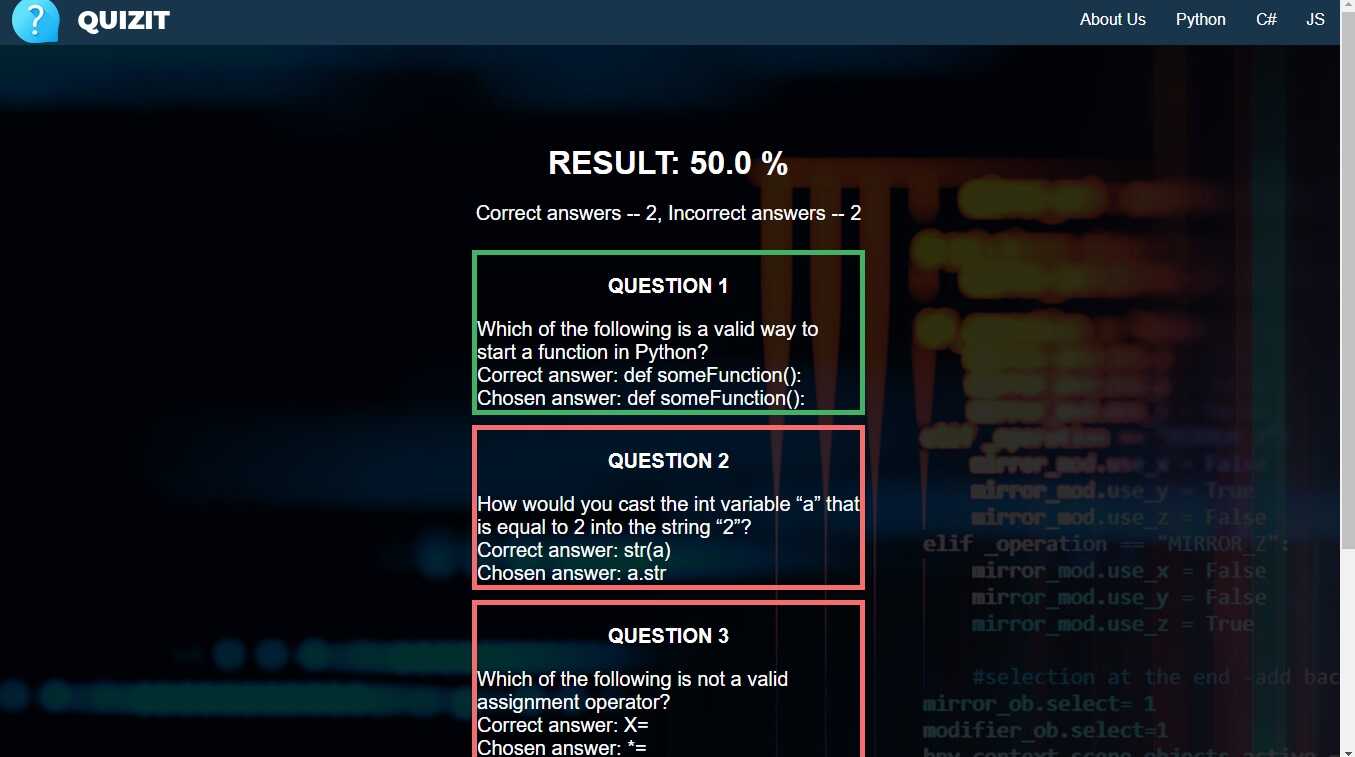 ?
QUIZIT
About Us Python C# JS
RESULT: 50.0 %
Correct answers -- 2, Incorrect answers -- 2
QUESTION 1
Which of the following is a valid way to
start a function in Python?
Correct answer: def someFunction():
Chosen answer: def someFunction():
QUESTION 2
How would you cast the int variable “a” that
is equal to 2 into the string “2”?
Correct answer: str(a)
Chosen answer: a.str
QUESTION 3
Which of the following is not a valid
assignment operator?
Correct answer: X=
Chosen answer: *=
mirror_mod.use_x = False
mirror_mod.use_y = True
mirror_mod.use_z = False
elif _operation == "MIRROR_Z":
mirror_mod.use_x = False
mirror_mod.use_y = False
mirror_mod.use_z = True
#selection at the end -add bac
mirror_ob.select= 1
modifier_ob.select=1